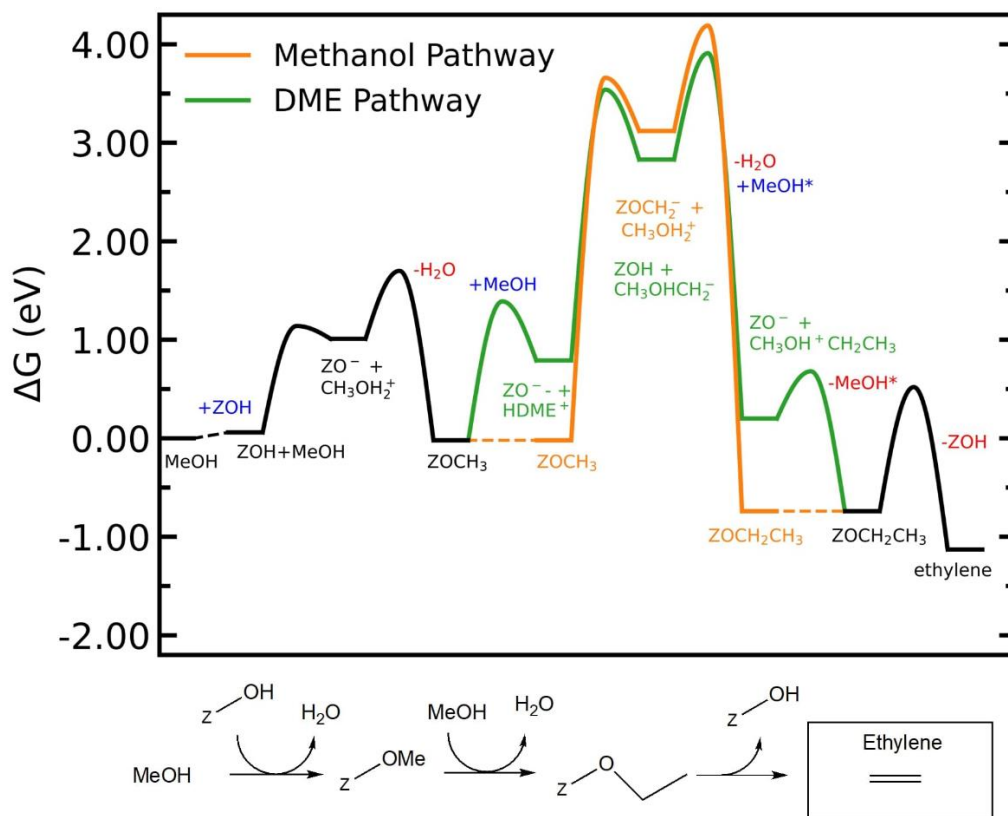 4.00
3.00
2.00
1.00
0.00
-1.00
-2.00
ΔG (eV)
Methanol Pathway
DME Pathway
MeOH
+ZOH
ZOH+MeOH
ZO⁻ +
CH₃OH₂⁺
-H₂O
ZOCH₃
+MeOH
ZO⁻- +
HDME⁺
ZOCH₃
ZOCH₂⁻ +
CH₃OH₂⁺
ZOH +
CH₃OHCH₂⁻
-H₂O
+MeOH*
ZO⁻ +
CH₃OH⁺CH₂CH₃
-MeOH*
ZOCH₂CH₃
ZOCH₂CH₃
-ZOH
ethylene
MeOH
Z OH
H₂O
Z OMe
MeOH
H₂O
Z O
Z OH
Ethylene